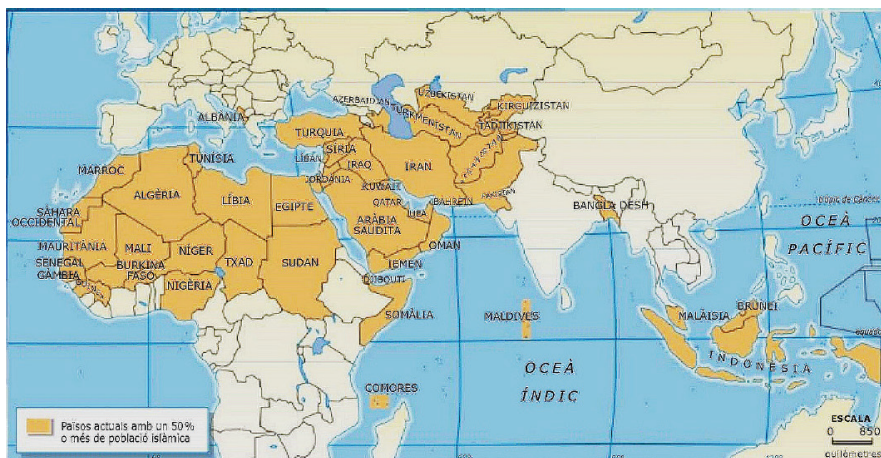 AZERBAIDJAN
UZBEKISTAN
KIRGUIZISTAN
ALBÀNIA
TURKMENISTAN
TURQUIA
TADJIKISTAN
SÍRIA
TUNÍSIA
LÍBAN
MARROC
IRAQ
IRAN
JORDÀNIA
ALGÈRIA
KUWAIT
PAKISTAN
LÍBIA
QATAR
BAHREIN
BANGLA DESH
EGIPTE
SÀHARA
OCCIDENTAL
ARÀBIA
SAUDITA
OCEÀ
PACÍFIC
OMAN
MAURITÀNIA
MALI
NÍGER
SENEGAL
TXAD
SUDAN
IEMEN
GÀMBIA
BURKINA
FASO
DJIBOUTI
NIGÈRIA
SOMÀLIA
MALDIVES
MALÀISIA
BRUNEI
INDONÈSIA
OCEÀ
ÍNDIC
COMORES
Països actuals amb un 50%
o més de població islàmica
ESCALA
0 850
quilòmetres